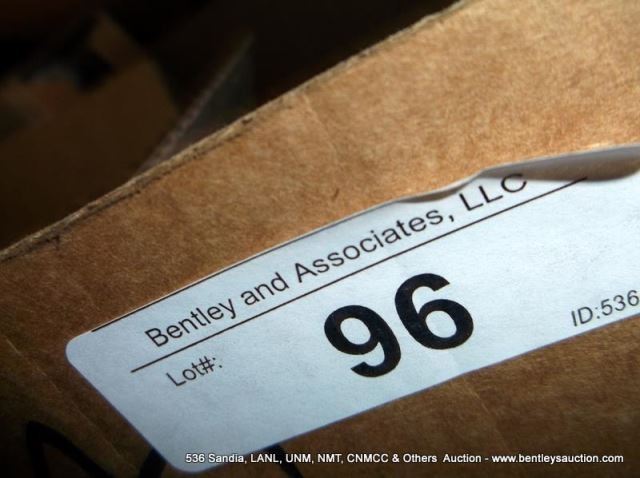 Bentley and Associates, LLC
Lot#: 96
ID:536
536 Sandia, LANL, UNM, NMT, CNMCC & Others Auction - www.bentleysauction.com